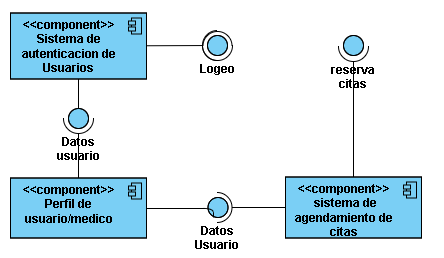 <<component>>
Sistema de
autenticacion de
Usuarios
Logeo
reserva
citas
Datos
usuario
<<component>>
Perfil de
usuario/medico
Datos
Usuario
<<component>>
sistema de
agendamiento de
citas